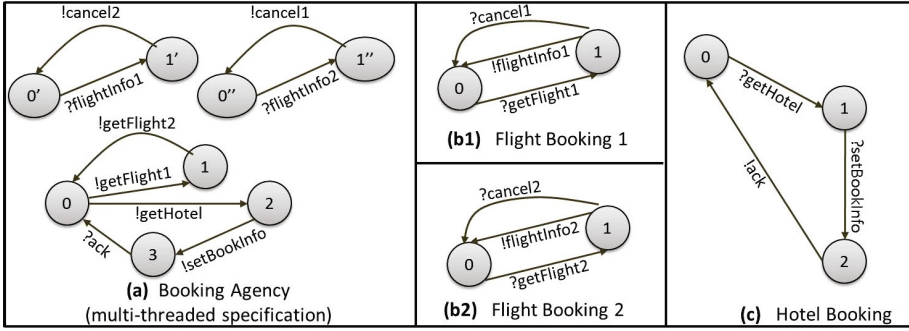 !cancel2
0'
1'
?flightInfo1
!cancel1
0''
1''
?flightInfo2
!getFlight2
0
1
!getFlight1
!getHotel
2
?ack
3
!setBookInfo
(a) Booking Agency
(multi-threaded specification)
?cancel1
0
1
!flightInfo1
?getFlight1
(b1) Flight Booking 1
?cancel2
0
1
!flightInfo2
?getFlight2
(b2) Flight Booking 2
0
?getHotel
1
?setBookInfo
!ack
2
(c) Hotel Booking